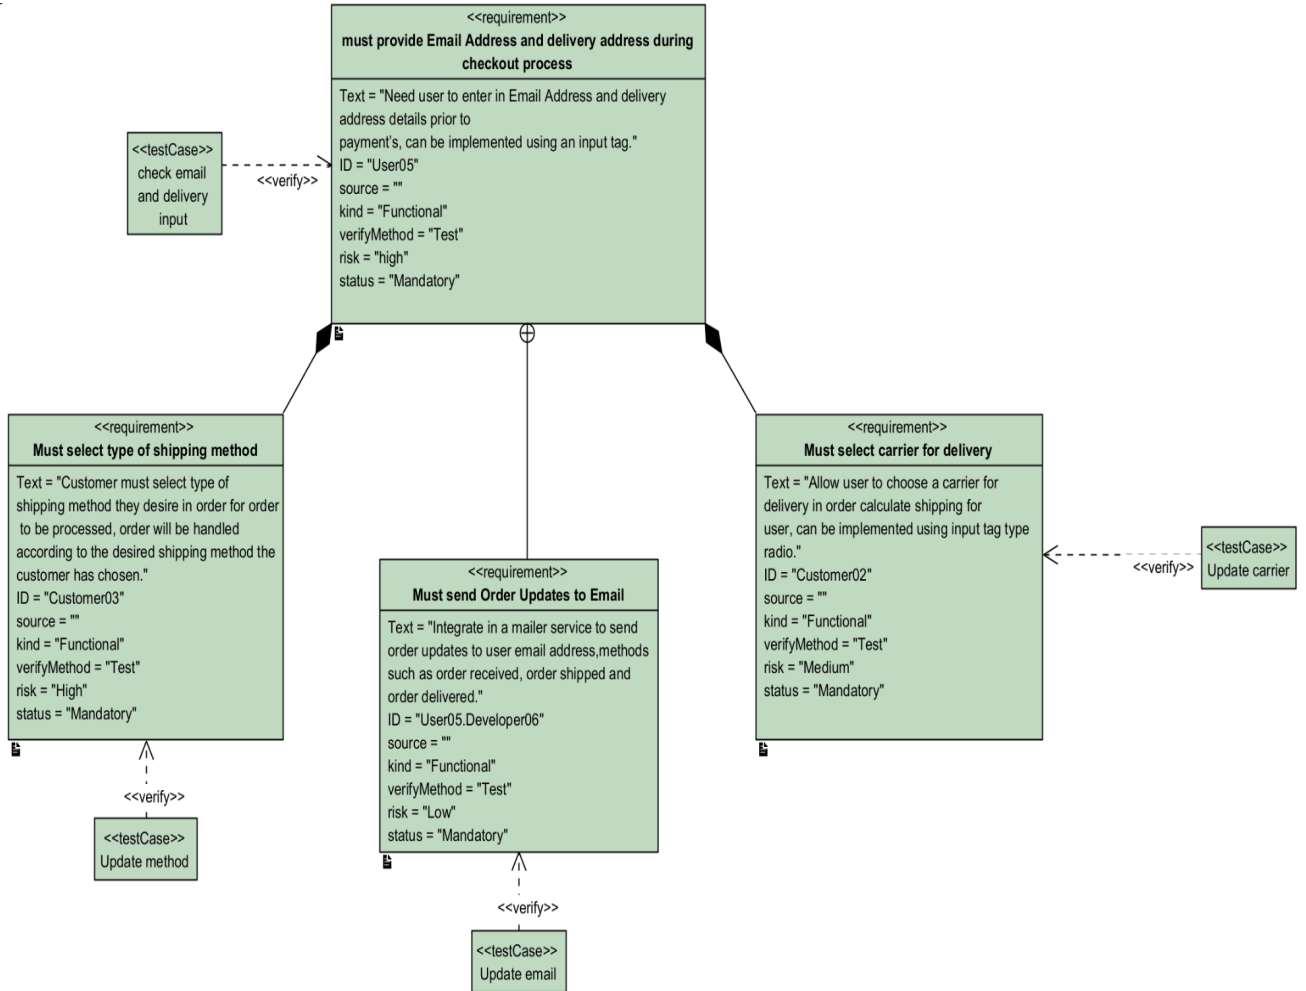 <<requirement>>
must provide Email Address and delivery address during
checkout process
Text = "Need user to enter in Email Address and delivery
address details prior to
payment's, can be implemented using an input tag."
ID = "User05"
source = ""
kind = "Functional"
verifyMethod = "Test"
risk = "high"
status = "Mandatory"
<<testCase>>
check email
and delivery
input
<<verify>>
<<requirement>>
Must select type of shipping method
Text = "Customer must select type of
shipping method they desire in order for order
to be processed, order will be handled
according to the desired shipping method the
customer has chosen."
ID = "Customer03"
source = ""
kind = "Functional"
verifyMethod = "Test"
risk = "High"
status = "Mandatory"
<<verify>>
<<testCase>>
Update method
<<requirement>>
Must send Order Updates to Email
Text = "Integrate in a mailer service to send
order updates to user email address,methods
such as order received, order shipped and
order delivered."
ID = "User05.Developer06"
source = ""
kind = "Functional"
verifyMethod = "Test"
risk = "Low"
status = "Mandatory"
<<verify>>
<<testCase>>
Update email
<<requirement>>
Must select carrier for delivery
Text = "Allow user to choose a carrier for
delivery in order calculate shipping for
user, can be implemented using input tag type
radio."
ID = "Customer02"
source = ""
kind = "Functional"
verifyMethod = "Test"
risk = "Medium"
status = "Mandatory"
<<verify>>
<<testCase>>
Update carrier